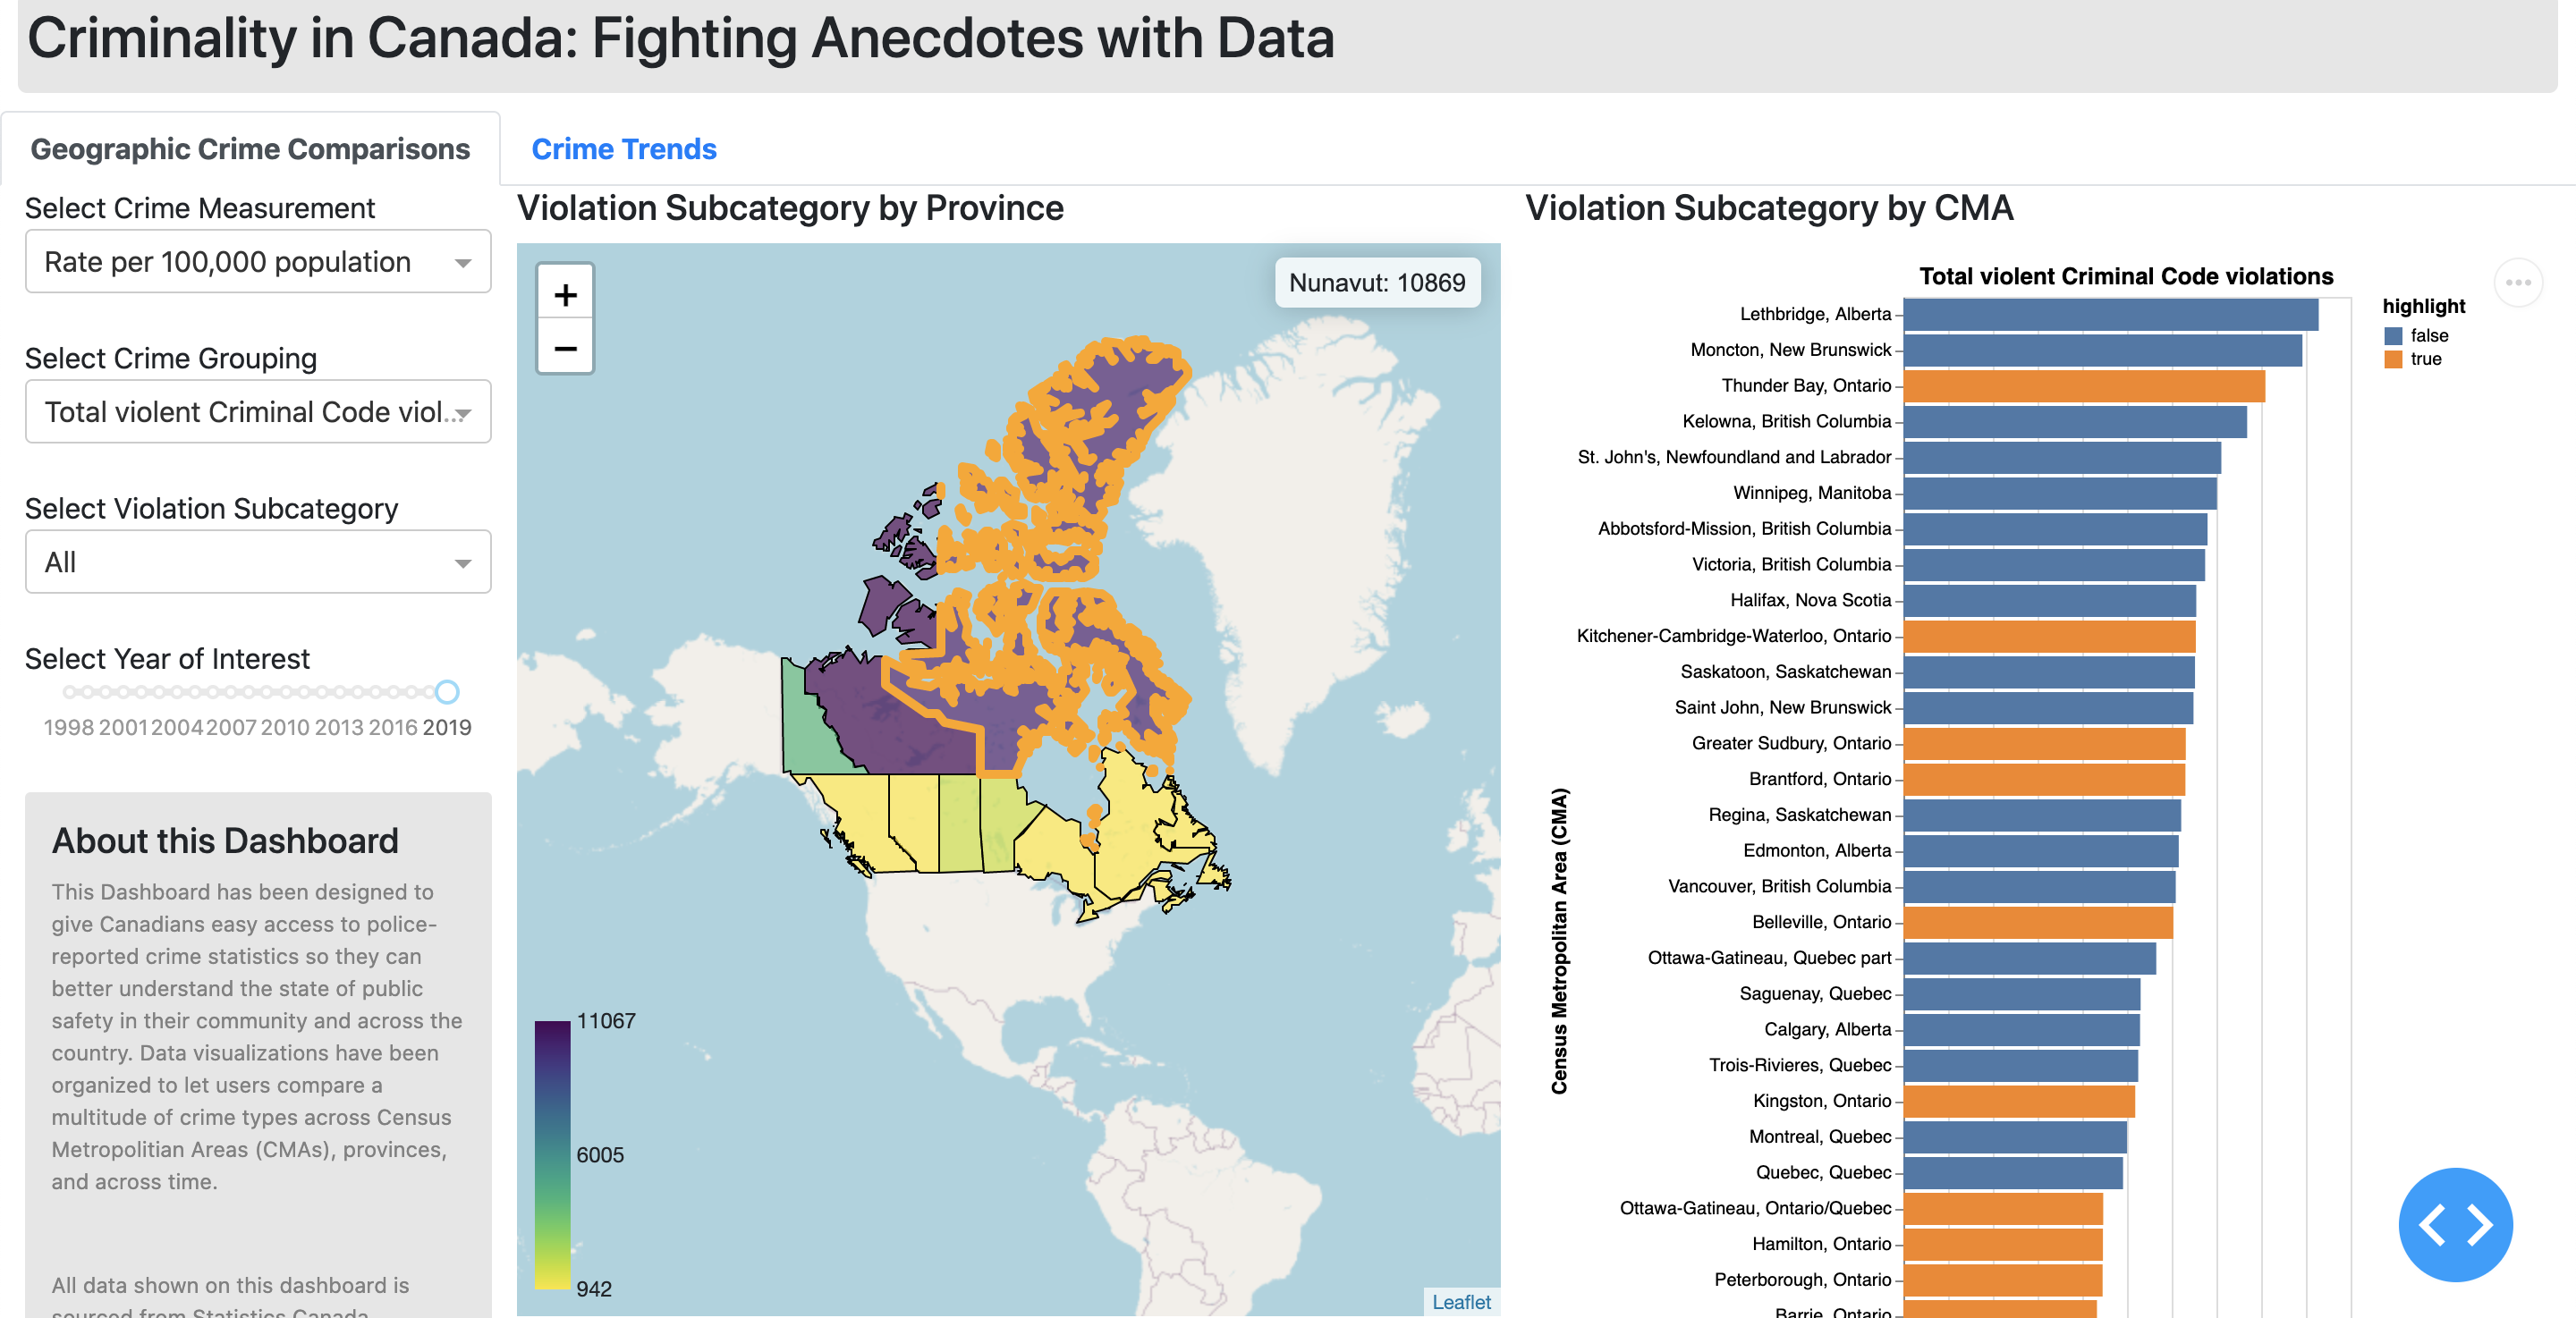 Criminality in Canada: Fighting Anecdotes with Data
Geographic Crime Comparisons
Crime Trends
Select Crime Measurement
Rate per 100,000 population
Select Crime Grouping
Total violent Criminal Code viol...
Select Violation Subcategory
All
Select Year of Interest
1998 2001 2004 2007 2010 2013 2016 2019
About this Dashboard
This Dashboard has been designed to
give Canadians easy access to police-
reported crime statistics so they can
better understand the state of public
safety in their community and across the
country. Data visualizations have been
organized to let users compare a
multitude of crime types across Census
Metropolitian Areas (CMAs), provinces,
and across time.
All data shown on this dashboard is
sourced from Statistics Canada
Violation Subcategory by Province
+
−
Nunavut: 10869
11067
6005
942
Leaflet
Violation Subcategory by CMA
Total violent Criminal Code violations
highlight
false
true
Census Metropolitan Area (CMA)
Lethbridge, Alberta
Moncton, New Brunswick
Thunder Bay, Ontario
Kelowna, British Columbia
St. John's, Newfoundland and Labrador
Winnipeg, Manitoba
Abbotsford-Mission, British Columbia
Victoria, British Columbia
Halifax, Nova Scotia
Kitchener-Cambridge-Waterloo, Ontario
Saskatoon, Saskatchewan
Saint John, New Brunswick
Greater Sudbury, Ontario
Brantford, Ontario
Regina, Saskatchewan
Edmonton, Alberta
Vancouver, British Columbia
Belleville, Ontario
Ottawa-Gatineau, Quebec part
Saguenay, Quebec
Calgary, Alberta
Trois-Rivieres, Quebec
Kingston, Ontario
Montreal, Quebec
Quebec, Quebec
Ottawa-Gatineau, Ontario/Quebec
Hamilton, Ontario
Peterborough, Ontario
Barrie, Ontario